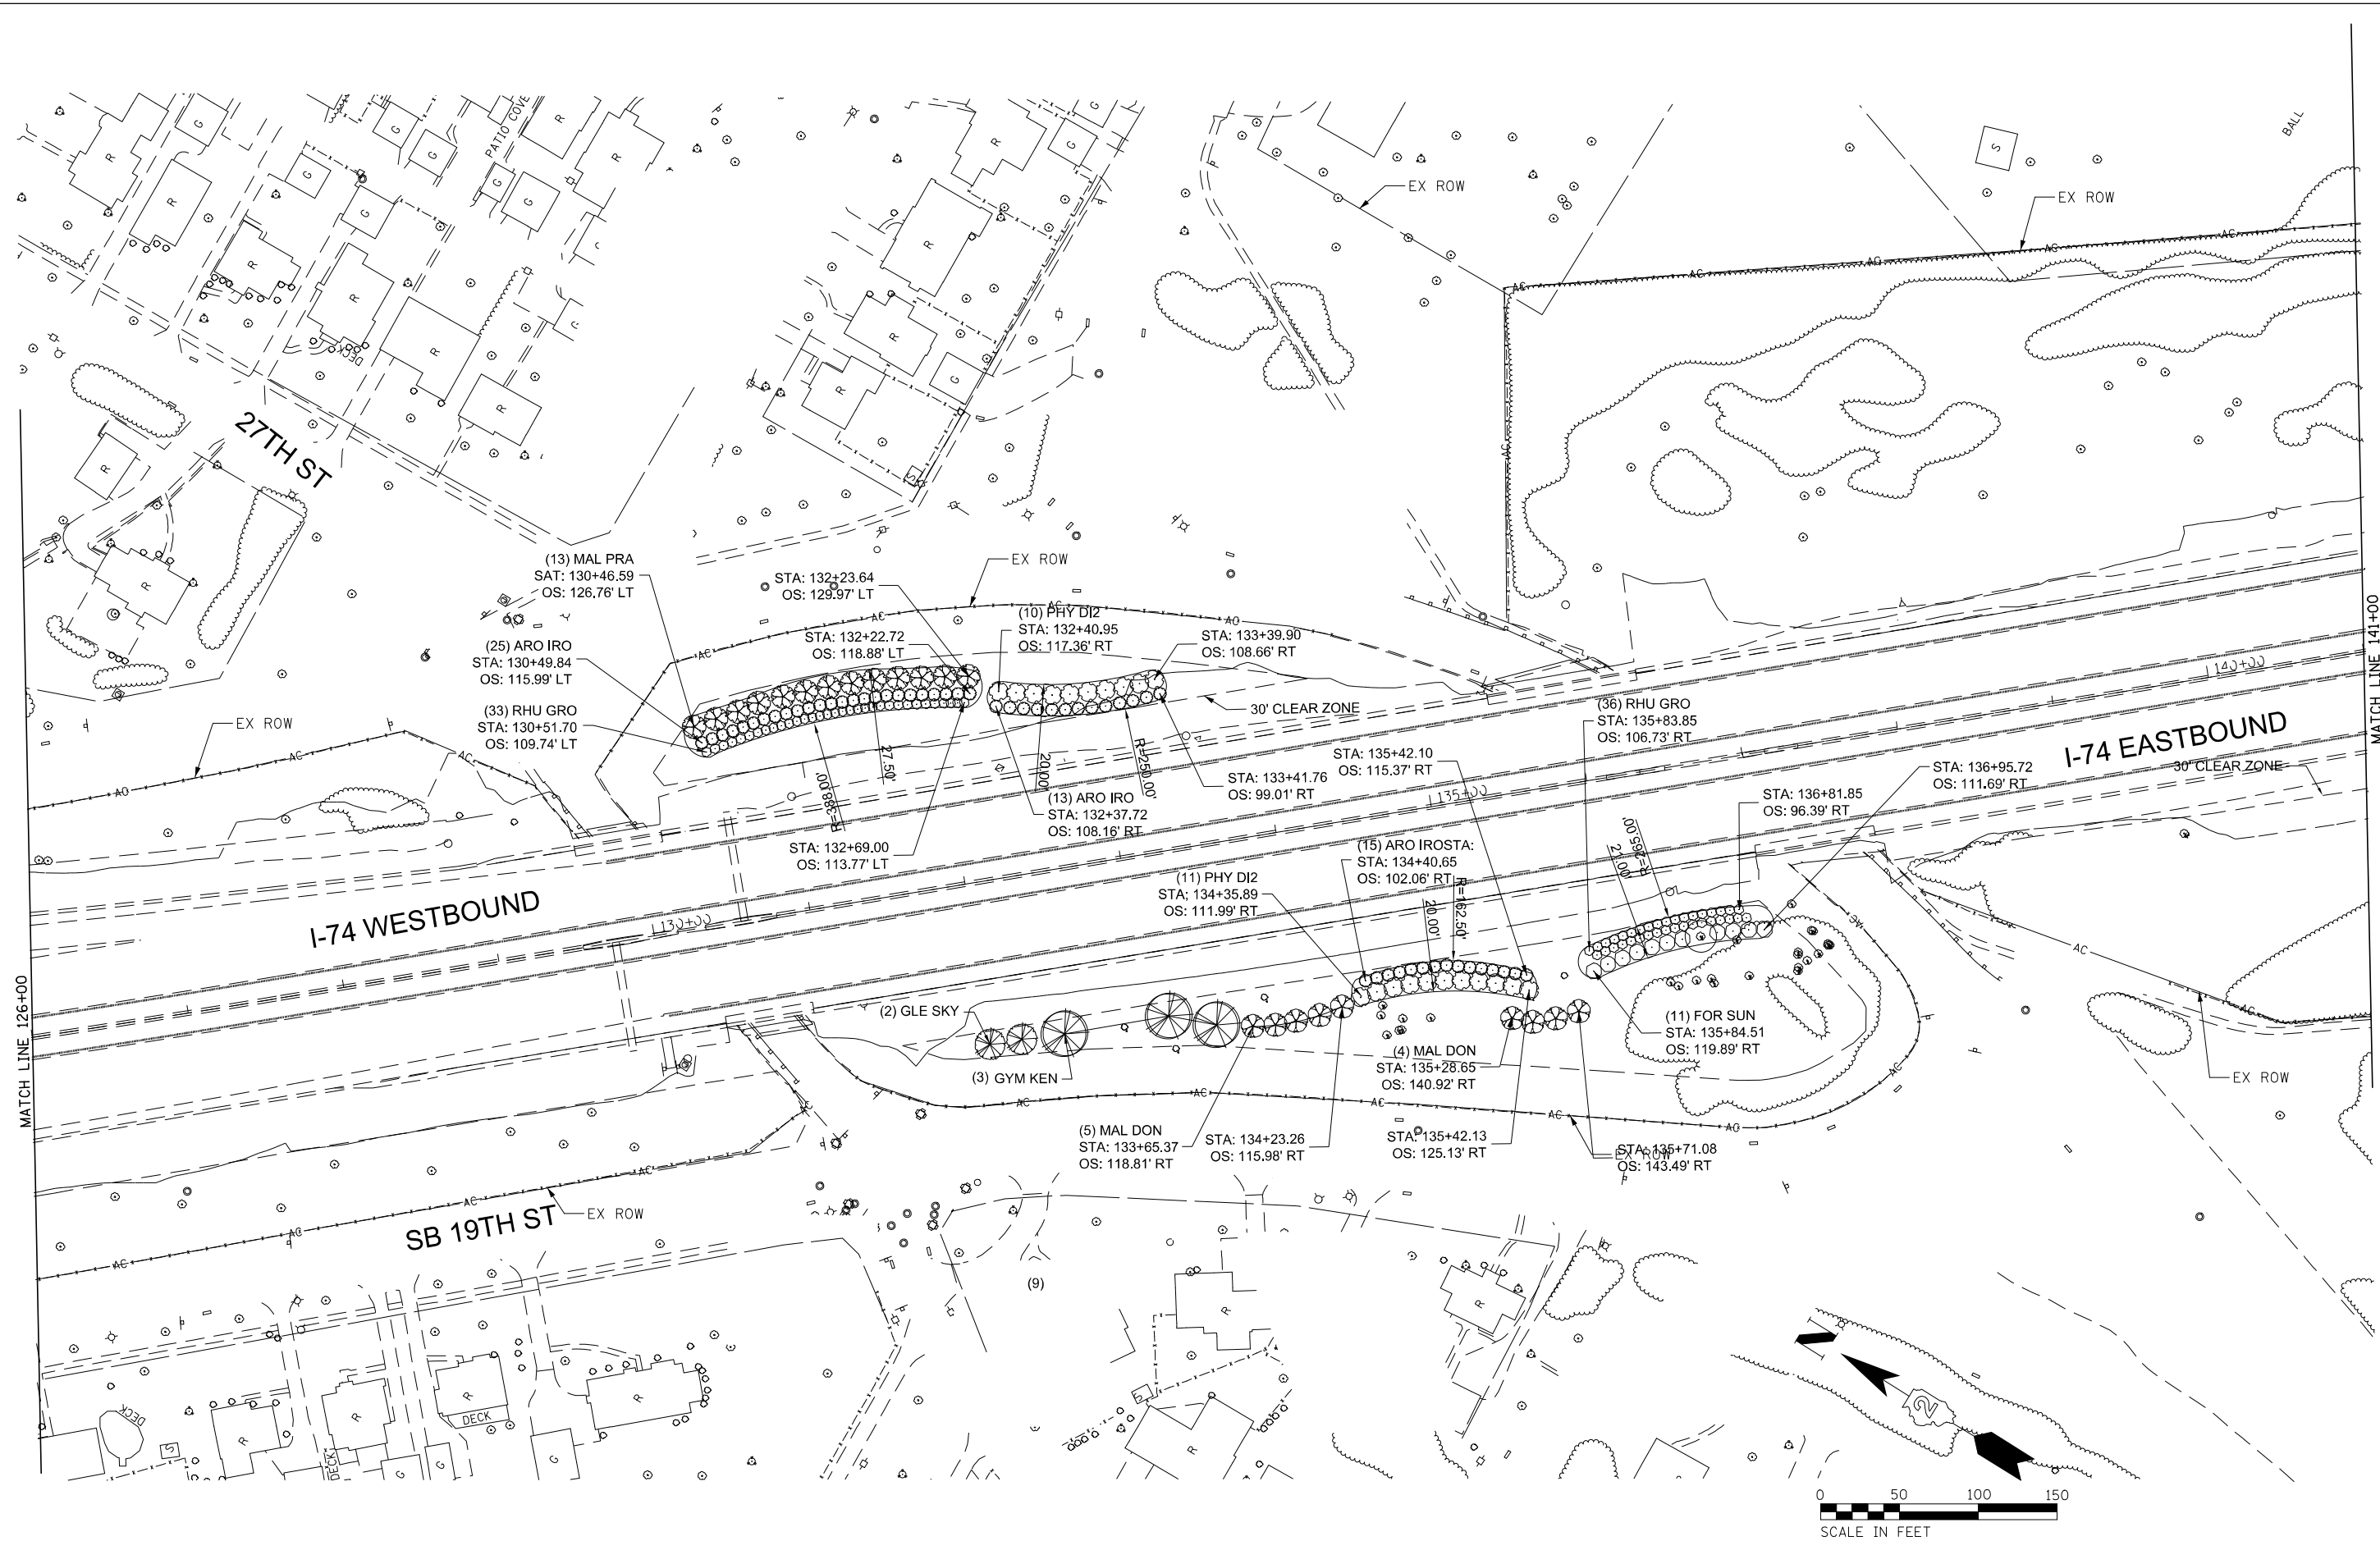 PATIO COVE
BALL
EX ROW
EX ROW
27TH ST
DECK
EX ROW
(13) MAL PRA
SAT: 130+46.59
OS: 126.76' LT
STA: 132+23.64
OS: 129.97' LT
(10) PHY DI2
STA: 132+40.95
OS: 117.36' RT
STA: 132+22.72
OS: 118.88' LT
STA: 133+39.90
OS: 108.66' RT
(25) ARO IRO
STA: 130+49.84
OS: 115.99' LT
(33) RHU GRO
STA: 130+51.70
OS: 109.74' LT
EX ROW
30' CLEAR ZONE
(36) RHU GRO
STA: 135+83.85
OS: 106.73' RT
27.50'
20.00'
R=250.00'
R=388.00'
STA: 135+42.10
OS: 115.37' RT
STA: 133+41.76
OS: 99.01' RT
(13) ARO IRO
STA: 132+37.72
OS: 108.16' RT
STA: 132+69.00
OS: 113.77' LT
140+00
MATCH LINE 141+00
I-74 EASTBOUND
30' CLEAR ZONE
STA: 136+95.72
OS: 111.69' RT
STA: 136+81.85
OS: 96.39' RT
135+00
R=265.00'
21.00'
(15) ARO IROSTA:
STA: 134+40.65
OS: 102.06' RT
R=162.50'
20.00'
(11) PHY DI2
STA; 134+35.89
OS: 111.99' RT
I-74 WESTBOUND
130+00
MATCH LINE 126+00
(2) GLE SKY
(3) GYM KEN
(11) FOR SUN
STA: 135+84.51
OS: 119.89' RT
(4) MAL DON
STA: 135+28.65
OS: 140.92' RT
EX ROW
(5) MAL DON
STA: 133+65.37
OS: 118.81' RT
STA: 134+23.26
OS: 115.98' RT
STA: 135+42.13
OS: 125.13' RT
EX ROW
STA: 135+71.08
OS: 143.49' RT
SB 19TH ST
EX ROW
(9)
DECK
DECK
DECK
N
2
0 50 100 150
SCALE IN FEET